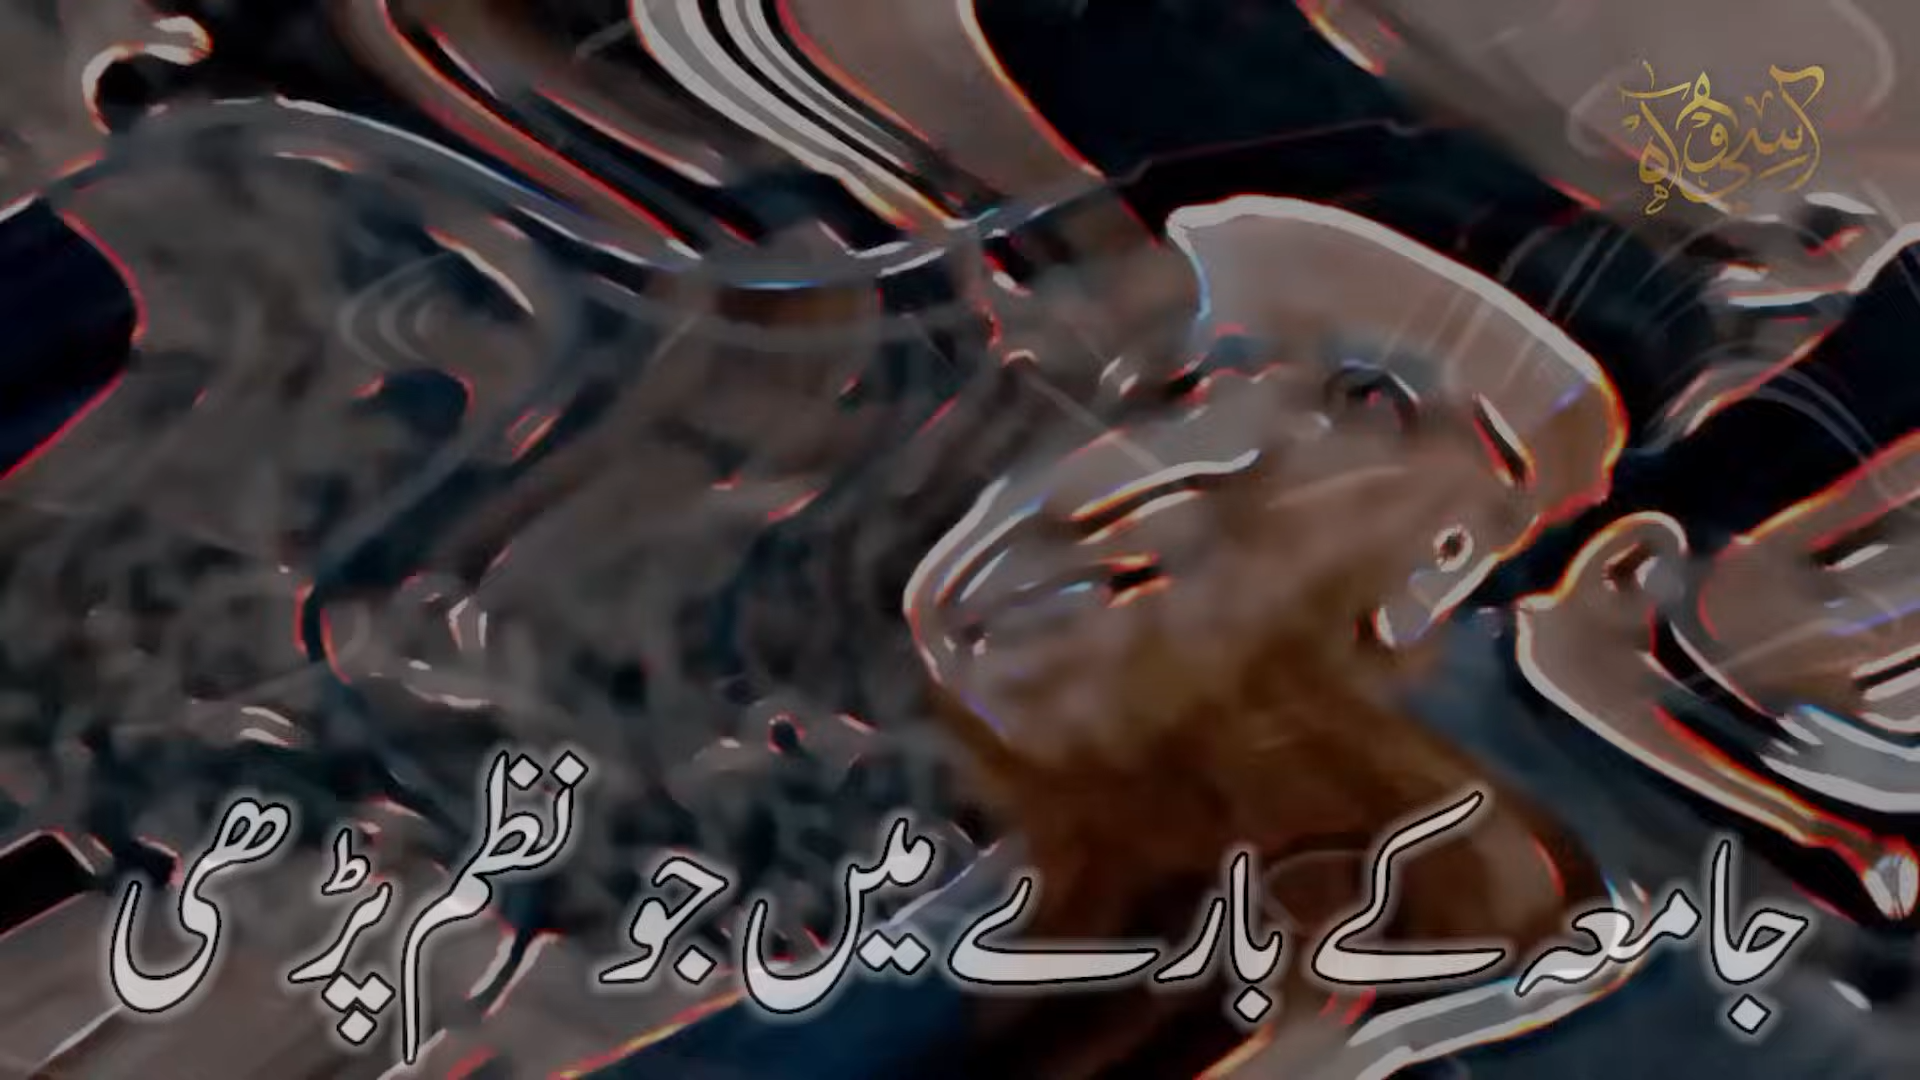 جامعہ کے بارے میں جو نظم پڑھی